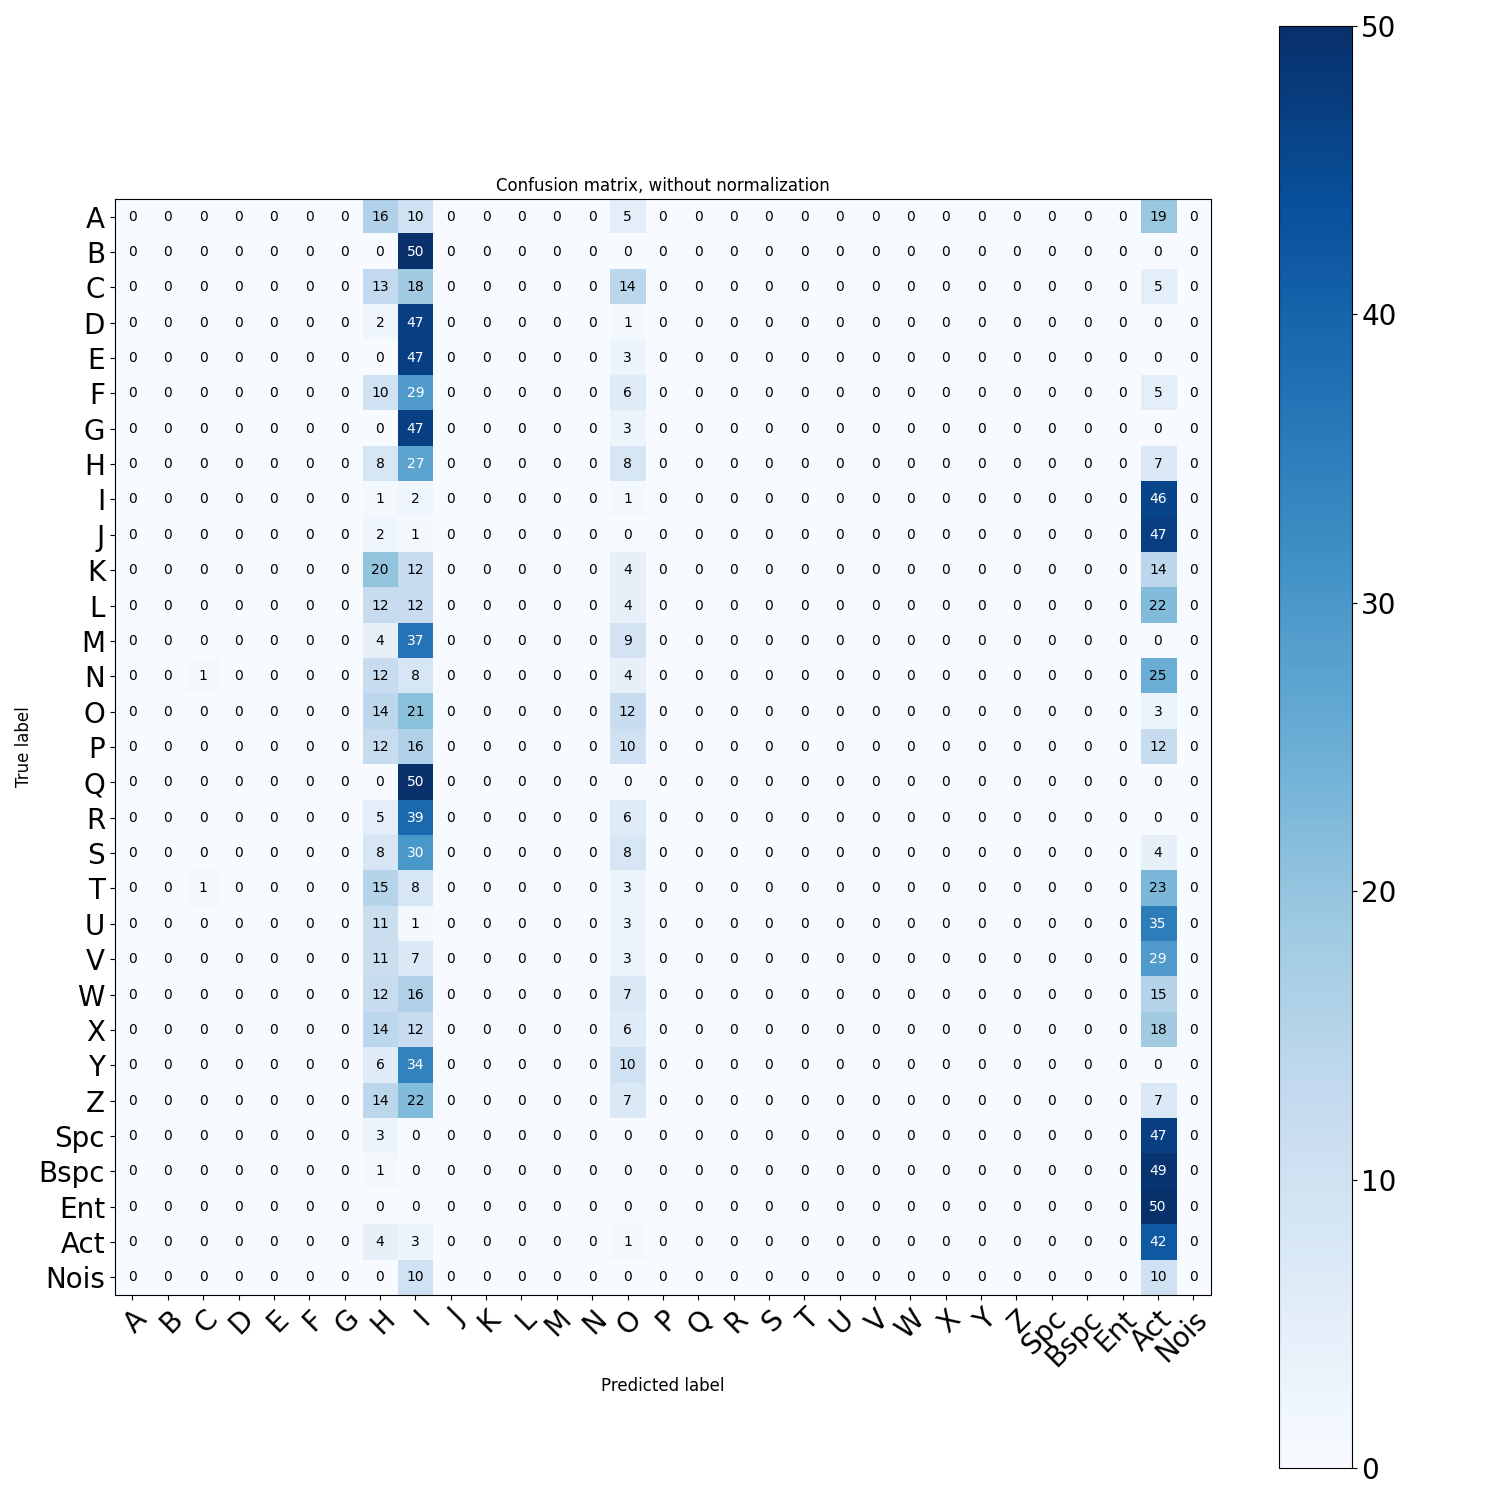 Confusion matrix, without normalization
A 0 0 0 0 0 0 0 16 10 0 0 0 0 0 5 0 0 0 0 0 0 0 0 0 0 0 0 0 0 19 0
B 0 0 0 0 0 0 0 0 50 0 0 0 0 0 0 0 0 0 0 0 0 0 0 0 0 0 0 0 0 0 0
C 0 0 0 0 0 0 0 13 18 0 0 0 0 0 14 0 0 0 0 0 0 0 0 0 0 0 0 0 0 5 0
D 0 0 0 0 0 0 0 2 47 0 0 0 0 0 1 0 0 0 0 0 0 0 0 0 0 0 0 0 0 0 0
E 0 0 0 0 0 0 0 0 47 0 0 0 0 0 3 0 0 0 0 0 0 0 0 0 0 0 0 0 0 0 0
F 0 0 0 0 0 0 0 10 29 0 0 0 0 0 6 0 0 0 0 0 0 0 0 0 0 0 0 0 0 5 0
G 0 0 0 0 0 0 0 0 47 0 0 0 0 0 3 0 0 0 0 0 0 0 0 0 0 0 0 0 0 0 0
H 0 0 0 0 0 0 0 8 27 0 0 0 0 0 8 0 0 0 0 0 0 0 0 0 0 0 0 0 0 7 0
I 0 0 0 0 0 0 0 1 2 0 0 0 0 0 1 0 0 0 0 0 0 0 0 0 0 0 0 0 0 46 0
J 0 0 0 0 0 0 0 2 1 0 0 0 0 0 0 0 0 0 0 0 0 0 0 0 0 0 0 0 0 47 0
K 0 0 0 0 0 0 0 20 12 0 0 0 0 0 4 0 0 0 0 0 0 0 0 0 0 0 0 0 0 14 0
L 0 0 0 0 0 0 0 12 12 0 0 0 0 0 4 0 0 0 0 0 0 0 0 0 0 0 0 0 0 22 0
M 0 0 0 0 0 0 0 4 37 0 0 0 0 0 9 0 0 0 0 0 0 0 0 0 0 0 0 0 0 0 0
N 0 0 1 0 0 0 0 12 8 0 0 0 0 0 4 0 0 0 0 0 0 0 0 0 0 0 0 0 0 25 0
O 0 0 0 0 0 0 0 14 21 0 0 0 0 0 12 0 0 0 0 0 0 0 0 0 0 0 0 0 0 3 0
P 0 0 0 0 0 0 0 12 16 0 0 0 0 0 10 0 0 0 0 0 0 0 0 0 0 0 0 0 0 12 0
Q 0 0 0 0 0 0 0 0 50 0 0 0 0 0 0 0 0 0 0 0 0 0 0 0 0 0 0 0 0 0 0
R 0 0 0 0 0 0 0 5 39 0 0 0 0 0 6 0 0 0 0 0 0 0 0 0 0 0 0 0 0 0 0
S 0 0 0 0 0 0 0 8 30 0 0 0 0 0 8 0 0 0 0 0 0 0 0 0 0 0 0 0 0 4 0
T 0 0 1 0 0 0 0 15 8 0 0 0 0 0 3 0 0 0 0 0 0 0 0 0 0 0 0 0 0 23 0
U 0 0 0 0 0 0 0 11 1 0 0 0 0 0 3 0 0 0 0 0 0 0 0 0 0 0 0 0 0 35 0
V 0 0 0 0 0 0 0 11 7 0 0 0 0 0 3 0 0 0 0 0 0 0 0 0 0 0 0 0 0 29 0
W 0 0 0 0 0 0 0 12 16 0 0 0 0 0 7 0 0 0 0 0 0 0 0 0 0 0 0 0 0 15 0
X 0 0 0 0 0 0 0 14 12 0 0 0 0 0 6 0 0 0 0 0 0 0 0 0 0 0 0 0 0 18 0
Y 0 0 0 0 0 0 0 6 34 0 0 0 0 0 10 0 0 0 0 0 0 0 0 0 0 0 0 0 0 0 0
Z 0 0 0 0 0 0 0 14 22 0 0 0 0 0 7 0 0 0 0 0 0 0 0 0 0 0 0 0 0 7 0
Spc 0 0 0 0 0 0 0 3 0 0 0 0 0 0 0 0 0 0 0 0 0 0 0 0 0 0 0 0 0 47 0
Bspc 0 0 0 0 0 0 0 1 0 0 0 0 0 0 0 0 0 0 0 0 0 0 0 0 0 0 0 0 0 49 0
Ent 0 0 0 0 0 0 0 0 0 0 0 0 0 0 0 0 0 0 0 0 0 0 0 0 0 0 0 0 0 50 0
Act 0 0 0 0 0 0 0 4 3 0 0 0 0 0 1 0 0 0 0 0 0 0 0 0 0 0 0 0 0 42 0
Nois 0 0 0 0 0 0 0 0 10 0 0 0 0 0 0 0 0 0 0 0 0 0 0 0 0 0 0 0 0 10 0
A B C D E F G H I J K L M N O P Q R S T U V W X Y Z Spc Bspc Ent Act Nois
Predicted label
True label
50
40
30
20
10
0